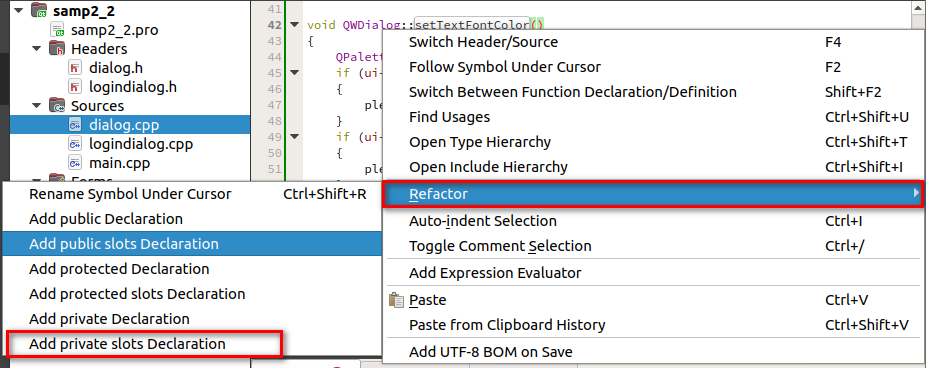 samp2_2
samp2_2.pro
Headers
dialog.h
logindialog.h
Sources
dialog.cpp
logindialog.cpp
main.cpp
Forms
41
42 void QWDialog::setTextFontColor()
43 {
44 QPalett
45 if (ui-
46 {
47 ple
48 }
49 if (ui-
50 {
51 ple
Switch Header/Source F4
Follow Symbol Under Cursor F2
Switch Between Function Declaration/Definition Shift+F2
Find Usages Ctrl+Shift+U
Open Type Hierarchy Ctrl+Shift+T
Open Include Hierarchy Ctrl+Shift+I
Refactor
Auto-indent Selection Ctrl+I
Toggle Comment Selection Ctrl+/
Add Expression Evaluator
Paste Ctrl+V
Paste from Clipboard History Ctrl+Shift+V
Add UTF-8 BOM on Save
Rename Symbol Under Cursor Ctrl+Shift+R
Add public Declaration
Add public slots Declaration
Add protected Declaration
Add protected slots Declaration
Add private Declaration
Add private slots Declaration